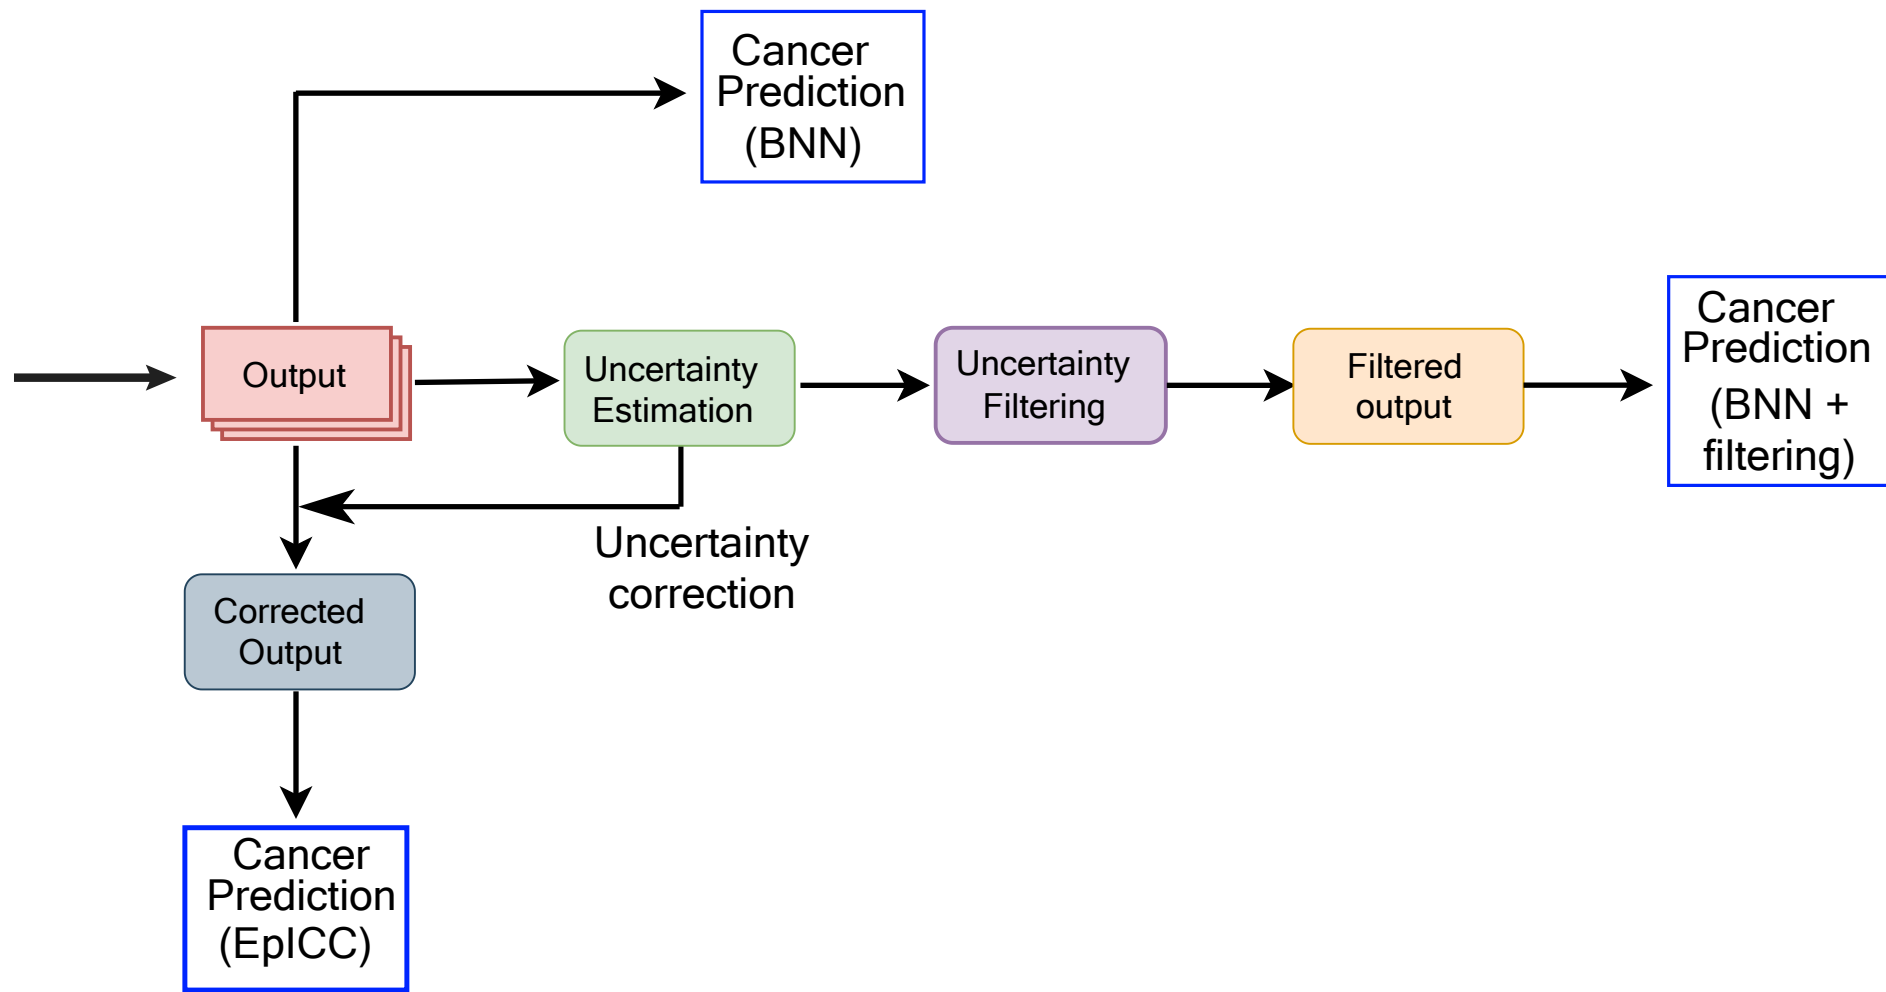 Cancer
Prediction
(BNN)
Output
Uncertainty
Estimation
Uncertainty
Filtering
Filtered
output
Cancer
Prediction
(BNN +
filtering)
Uncertainty
correction
Corrected
Output
Cancer
Prediction
(EpICC)